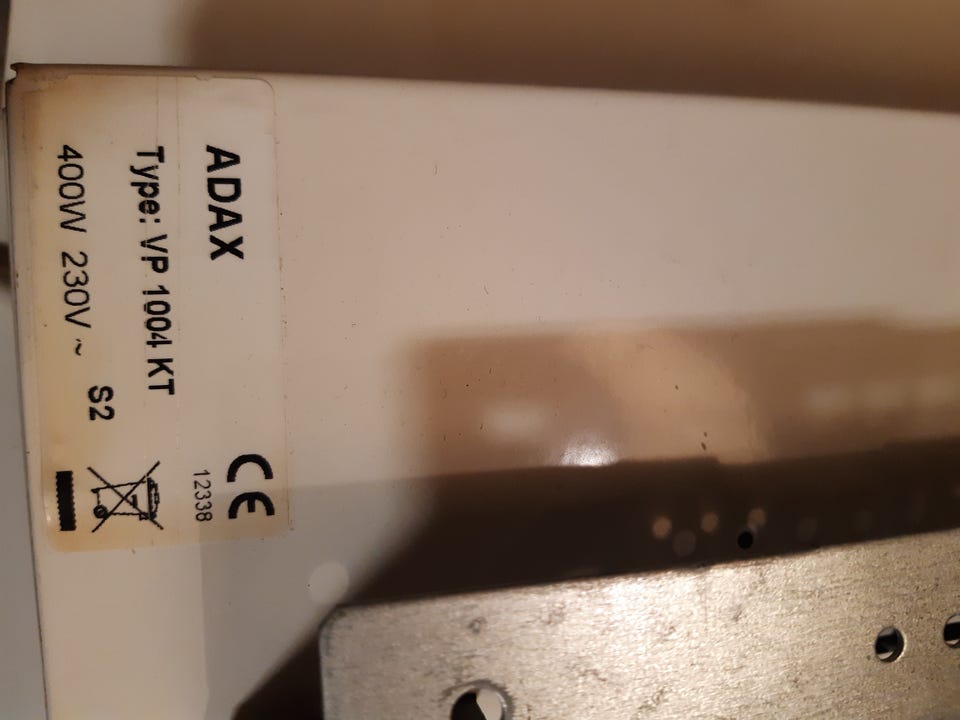 ADAX
CE
12338
Type: VP 1004 KT
S2
400W 230V ~